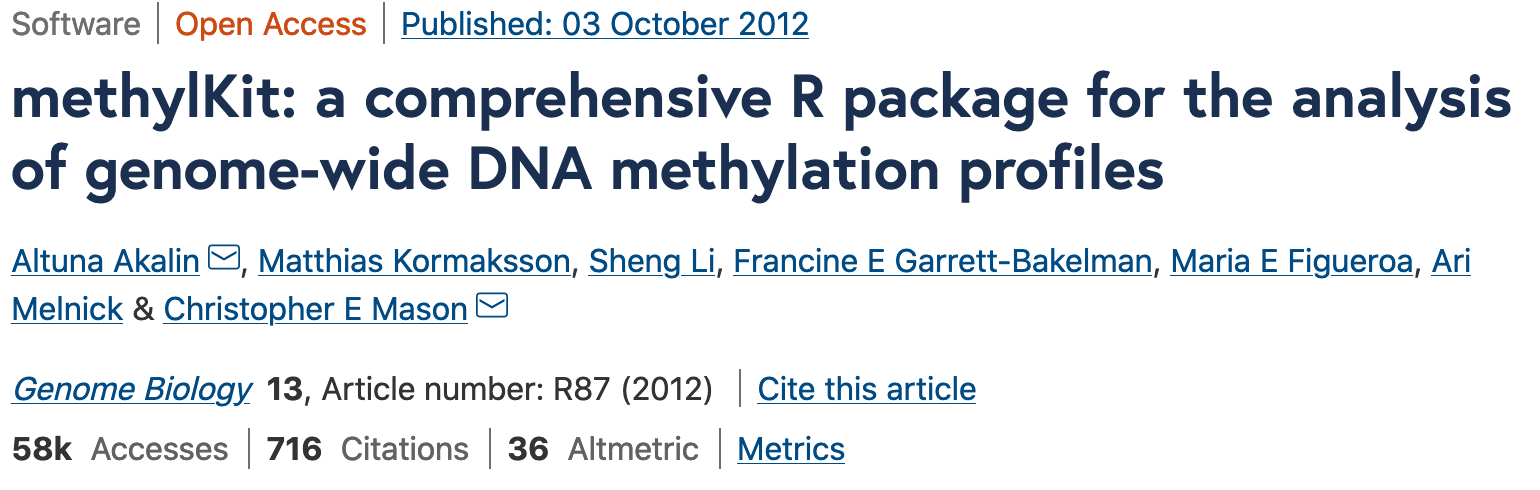 Software | Open Access | Published: 03 October 2012
methylKit: a comprehensive R package for the analysis
of genome-wide DNA methylation profiles
Altuna Akalin, Matthias Kormaksson, Sheng Li, Francine E Garrett-Bakelman, Maria E Figueroa, Ari
Melnick & Christopher E Mason
Genome Biology 13, Article number: R87 (2012) | Cite this article
58k Accesses | 716 Citations | 36 Altmetric | Metrics